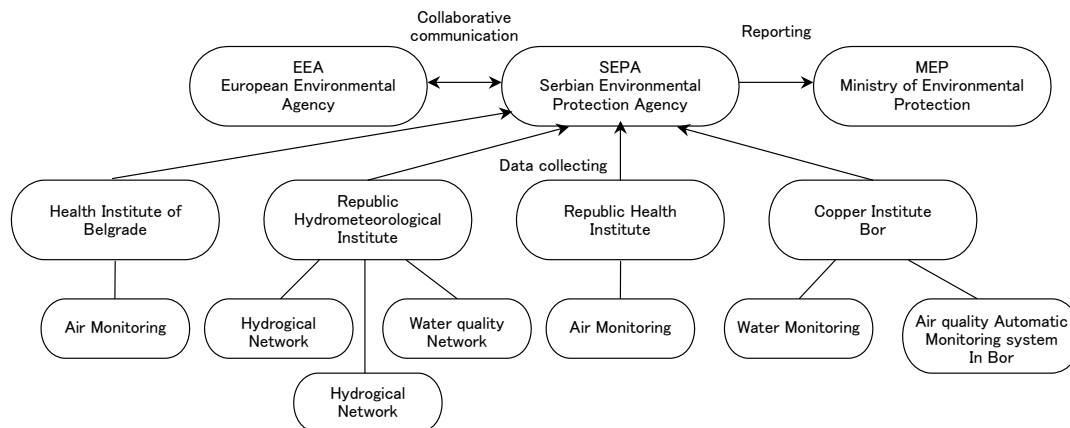 Collaborative
communication
Reporting
EEA
European Environmental
Agency
SEPA
Serbian Environmental
Protection Agency
MEP
Ministry of Environmental
Protection
Data collecting
Health Institute of
Belgrade
Republic
Hydrometeorological
Institute
Republic Health
Institute
Copper Institute
Bor
Air Monitoring
Hydrogical
Network
Water quality
Network
Air Monitoring
Water Monitoring
Air quality Automatic
Monitoring system
In Bor
Hydrogical
Network